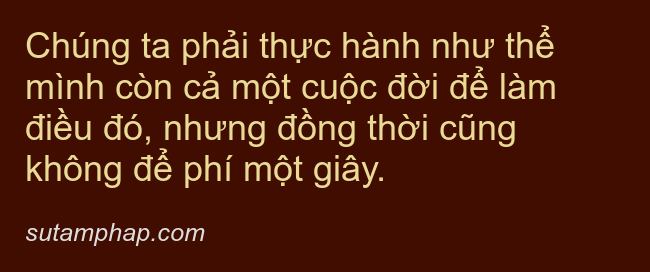 Chúng ta phải thực hành như thể
mình còn cả một cuộc đời để làm
điều đó, nhưng đồng thời cũng
không để phí một giây.
sutamphap.com